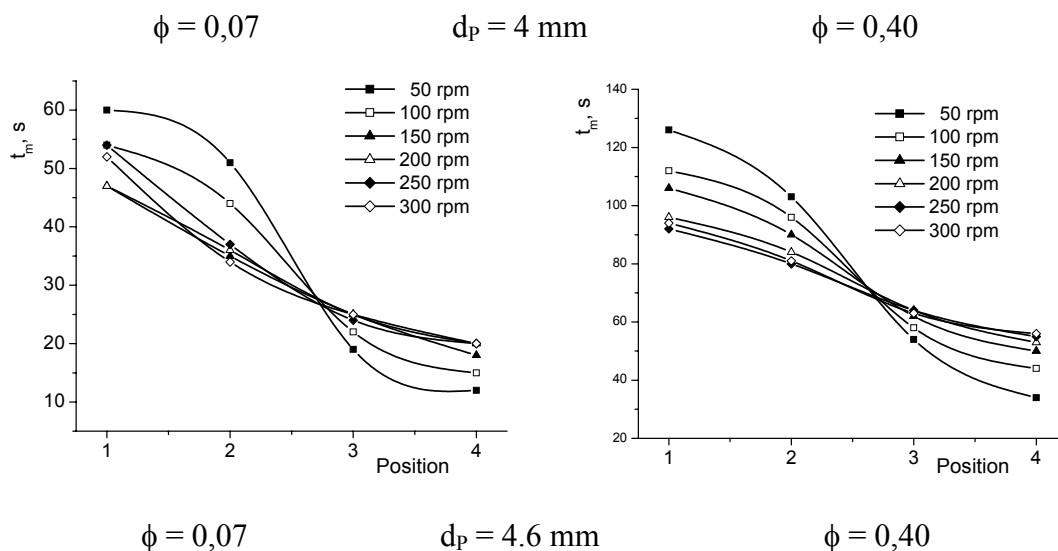 ϕ = 0,07 dP = 4 mm ϕ = 0,40
60
50
40
30
20
10
tm, s
50 rpm
100 rpm
150 rpm
200 rpm
250 rpm
300 rpm
1 2 3 4
Position
140
120
100
80
60
40
20
tm, s
50 rpm
100 rpm
150 rpm
200 rpm
250 rpm
300 rpm
1 2 3 4
Position
ϕ = 0,07 dP = 4.6 mm ϕ = 0,40